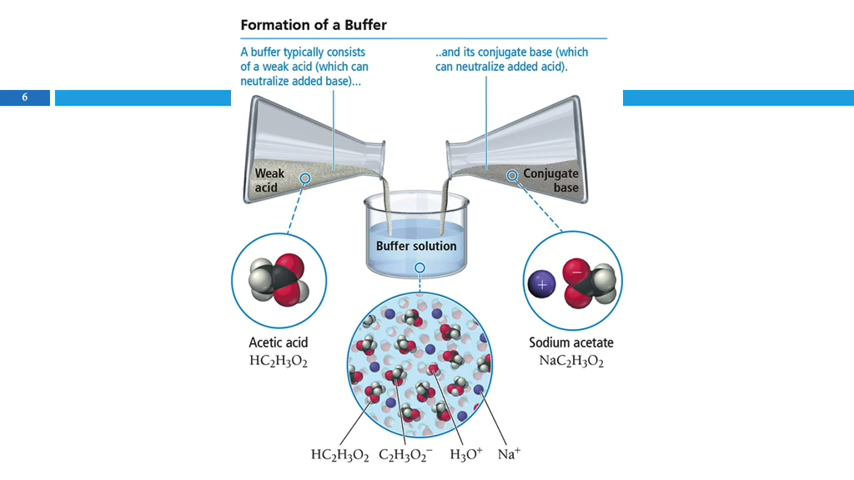 Formation of a Buffer
A buffer typically consists
of a weak acid (which can
neutralize added base)...
..and its conjugate base (which
can neutralize added acid).
6
Weak
acid
Conjugate
base
Buffer solution
+
−
Acetic acid
HC₂H₃O₂
Sodium acetate
NaC₂H₃O₂
HC₂H₃O₂ C₂H₃O₂⁻ H₃O⁺ Na⁺